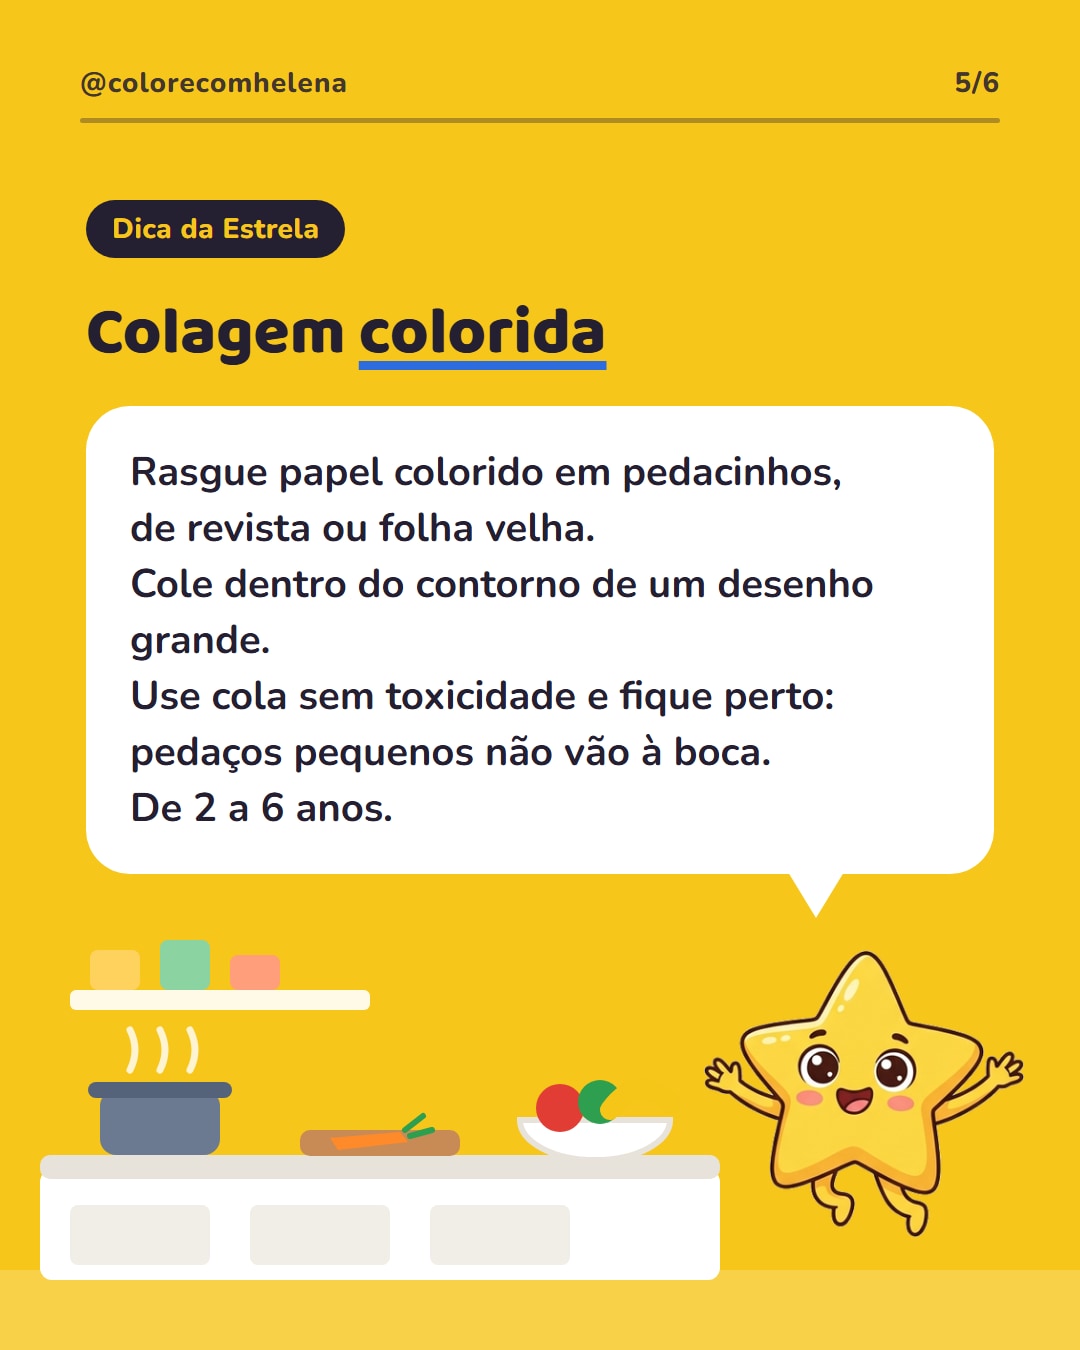 @colorecomhelena
5/6
Dica da Estrela
Colagem colorida
Rasgue papel colorido em pedacinhos,
de revista ou folha velha.
Cole dentro do contorno de um desenho
grande.
Use cola sem toxicidade e fique perto:
pedaços pequenos não vão à boca.
De 2 a 6 anos.